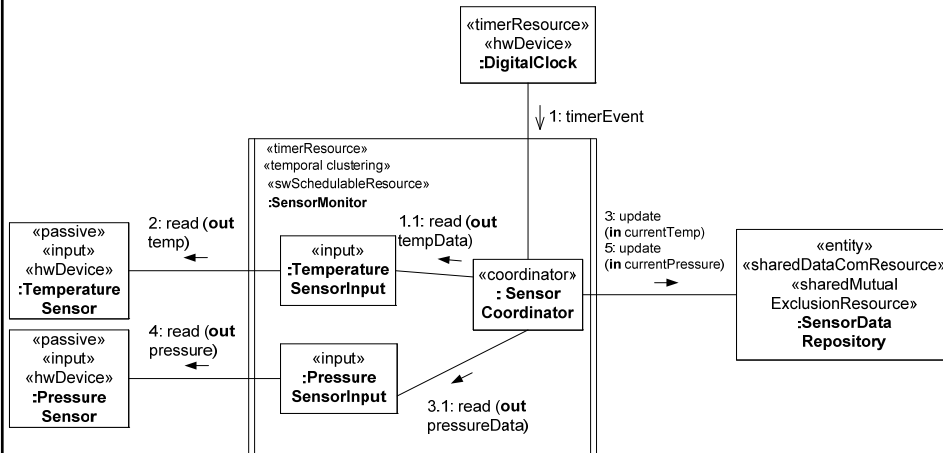 «timerResource»
«hwDevice»
:DigitalClock
1: timerEvent
«timerResource»
«temporal clustering»
«swSchedulableResource»
:SensorMonitor
2: read (out
temp)
1.1: read (out
tempData)
3: update
(in currentTemp)
5: update
(in currentPressure)
«passive»
«input»
«hwDevice»
:Temperature
Sensor
«input»
:Temperature
SensorInput
«coordinator»
: Sensor
Coordinator
«entity»
«sharedDataComResource»
«sharedMutual
ExclusionResource»
:SensorData
Repository
4: read (out
pressure)
«passive»
«input»
«hwDevice»
:Pressure
Sensor
«input»
:Pressure
SensorInput
3.1: read (out
pressureData)